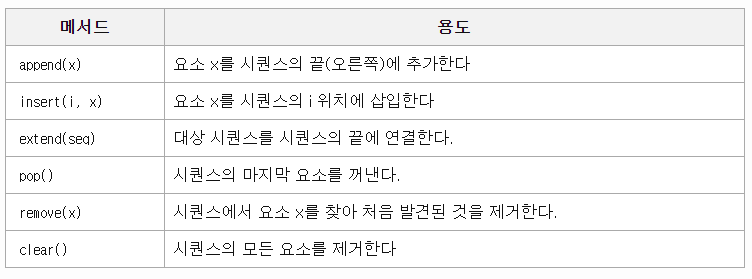 메서드 용도
append(x) 요소 x를 시퀀스의 끝(오른쪽)에 추가한다
insert(i, x) 요소 x를 시퀀스의 i 위치에 삽입한다
extend(seq) 대상 시퀀스를 시퀀스의 끝에 연결한다.
pop() 시퀀스의 마지막 요소를 꺼낸다.
remove(x) 시퀀스에서 요소 x를 찾아 처음 발견된 것을 제거한다.
clear() 시퀀스의 모든 요소를 제거한다